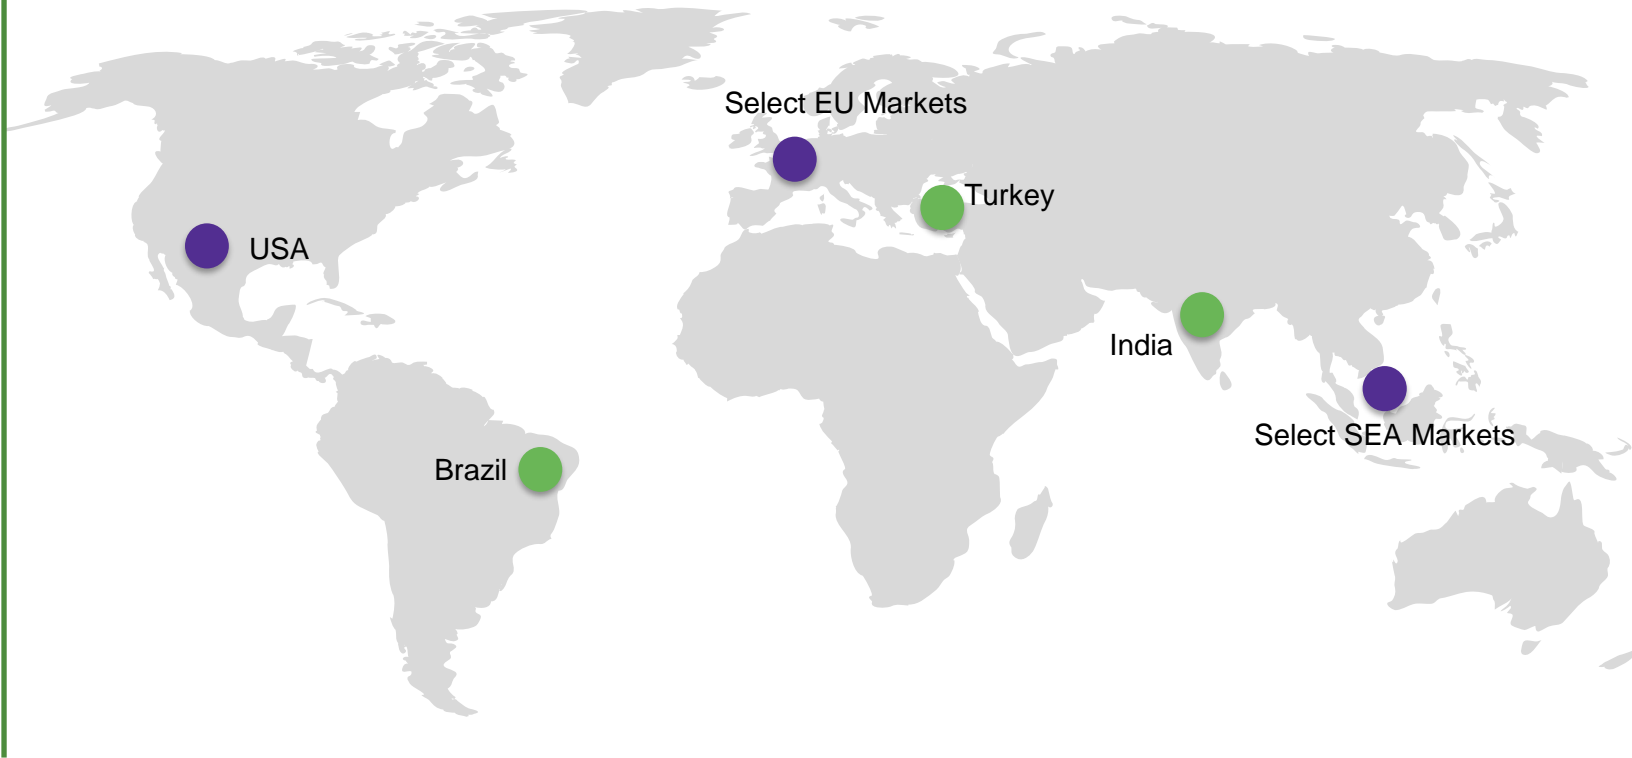 Select EU Markets
Turkey
USA
India
Select SEA Markets
Brazil